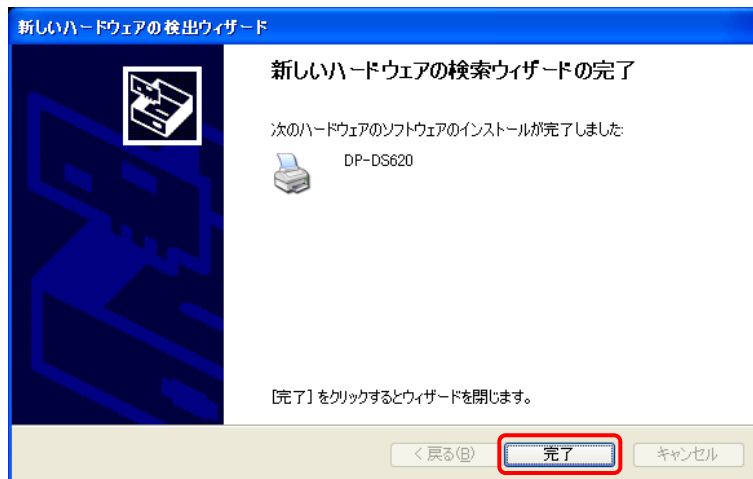 新しいハードウェアの検出ウィザード
新しいハードウェアの検索ウィザードの完了
次のハードウェアのソフトウェアのインストールが完了しました:
DP-DS620
[完了] をクリックするとウィザードを閉じます。
< 戻る(B) 完了 キャンセル